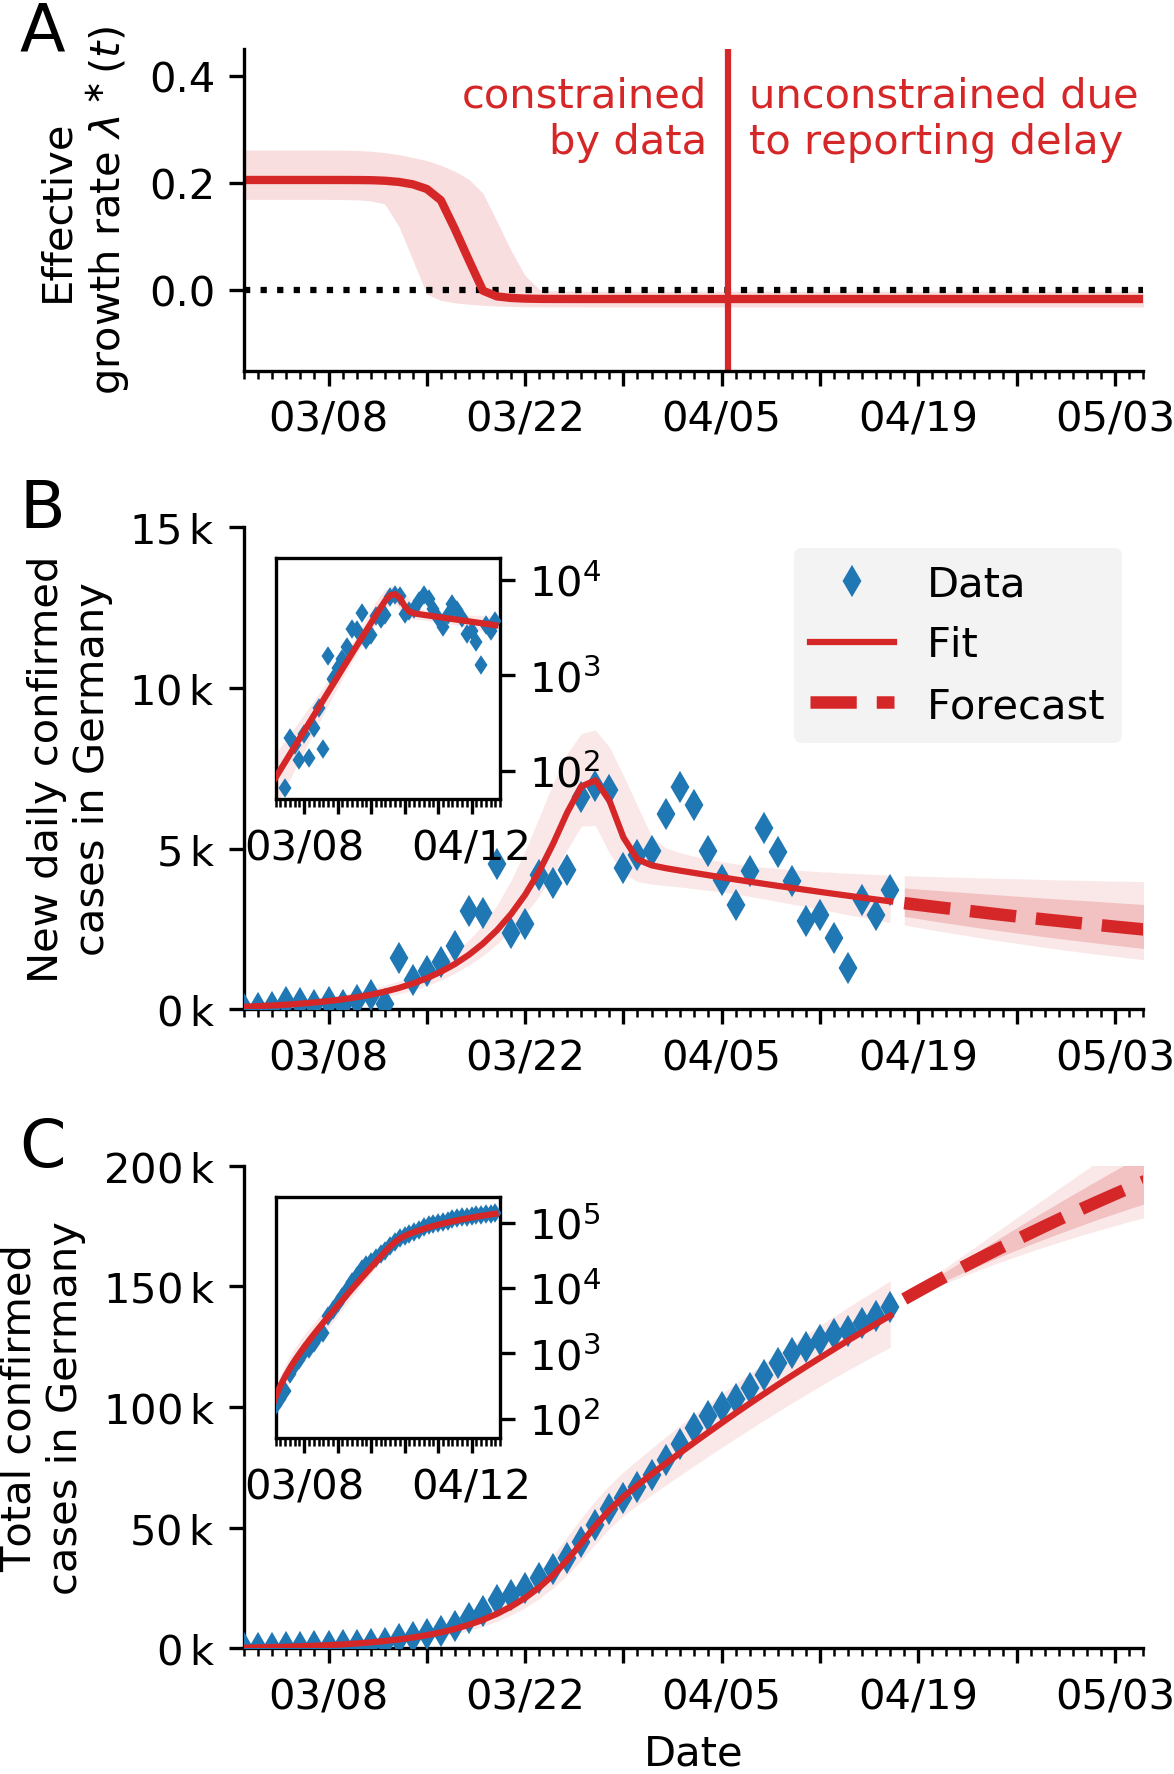 A
Effective
growth rate λ * (t)
0.4
0.2
0.0
constrained
by data
unconstrained due
to reporting delay
03/08
03/22
04/05
04/19
05/03
B
New daily confirmed
cases in Germany
15 k
10 k
5 k
0 k
10⁴
10³
10²
03/08
04/12
Data
Fit
Forecast
03/08
03/22
04/05
04/19
05/03
C
Total confirmed
cases in Germany
200 k
150 k
100 k
50 k
0 k
10⁵
10⁴
10³
10²
03/08
04/12
03/08
03/22
04/05
04/19
05/03
Date